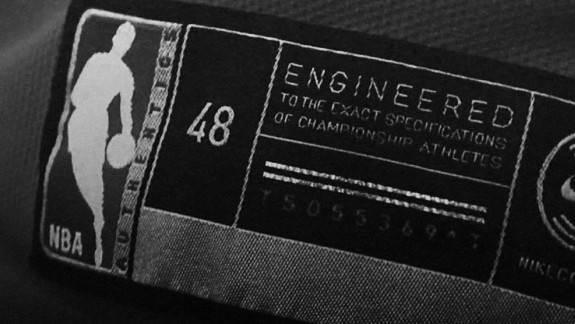 NBA
AUTHENTICS
48
ENGINEERED
TO THE EXACT SPECIFICATIONS
OF CHAMPIONSHIP ATHLETES